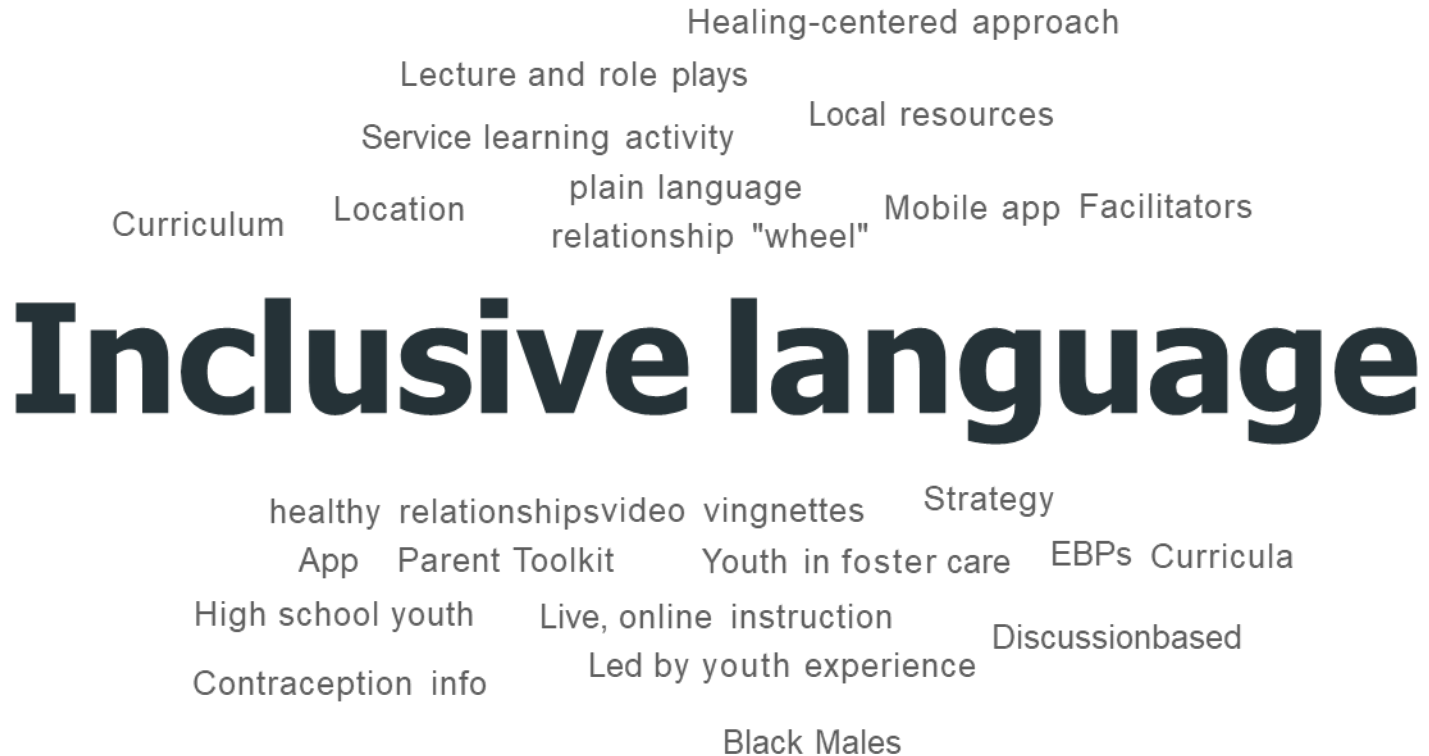 Healing-centered approach
Lecture and role plays
Local resources
Service learning activity
plain language
Curriculum
Location
Mobile app
Facilitators
relationship "wheel"
Inclusive language
healthy relationships
video vingnettes
Strategy
App
Parent Toolkit
Youth in foster care
EBPs
Curricula
High school youth
Live, online instruction
Discussionbased
Led by youth experience
Contraception info
Black Males